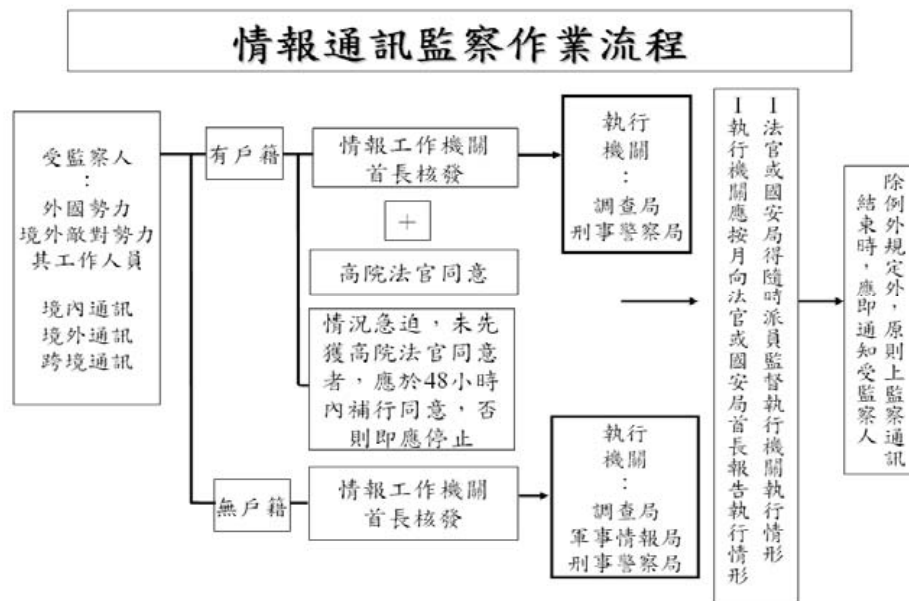 情報通訊監察作業流程
受監察人
：
外國勢力
境外敵對勢力
其工作人員
境內通訊
境外通訊
跨境通訊
有戶籍
情報工作機關
首長核發
+
高院法官同意
情況急迫，未先
獲高院法官同意
者，應於48小時
內補行同意，否
則即應停止
執行
機關
：
調查局
刑事警察局
無戶籍
情報工作機關
首長核發
執行
機關
：
調查局
軍事情報局
刑事警察局
I法官或國安局得隨時派員監督執行機關執行情形
I執行機關應按月向法官或國安局首長報告執行情形
除例外規定外，原則上監察通訊
結束時，應即通知受監察人